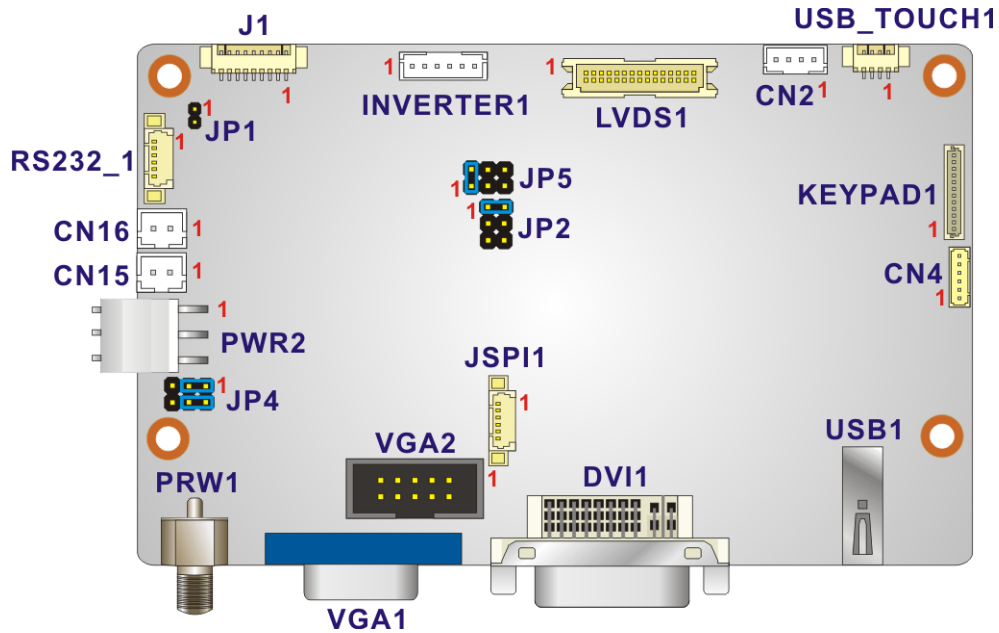 J1
USB_TOUCH1
1
1
1
INVERTER1
1
LVDS1
CN2
1
1
1
JP1
1
RS232_1
JP5
1
KEYPAD1
1
1
JP2
CN16
1
1
CN15
CN4
1
1
PWR2
JSPI1
1
JP4
1
VGA2
USB1
1
DVI1
PRW1
VGA1